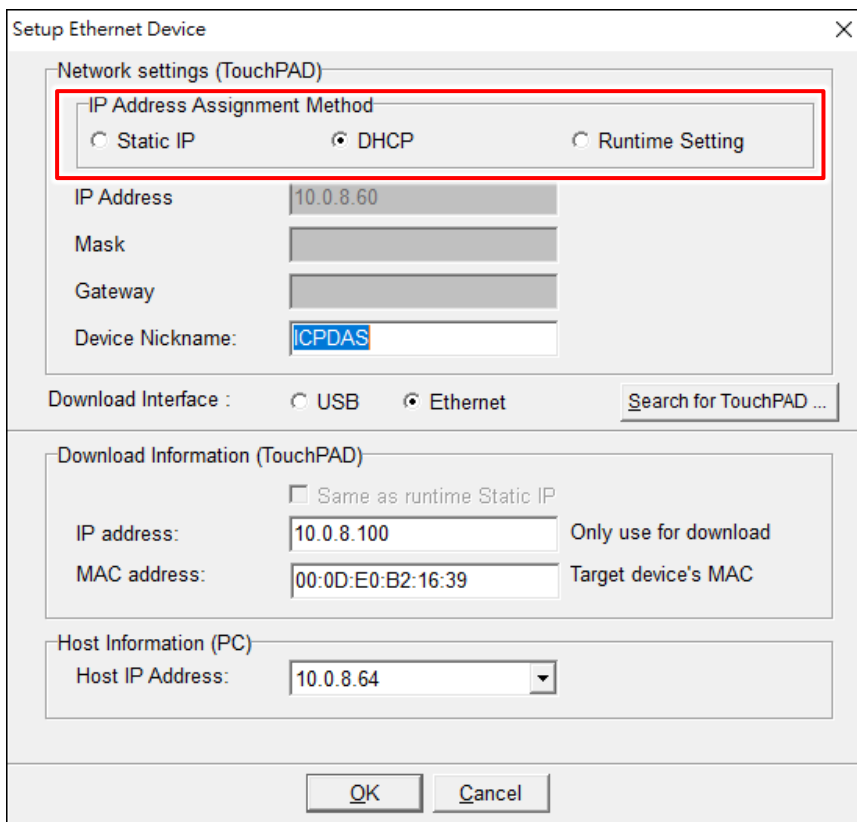 Setup Ethernet Device
Network settings (TouchPAD)
IP Address Assignment Method
Static IP DHCP Runtime Setting
IP Address 10.0.8.60
Mask
Gateway
Device Nickname: ICPDAS
Download Interface : USB Ethernet Search for TouchPAD ...
Download Information (TouchPAD)
Same as runtime Static IP
IP address: 10.0.8.100 Only use for download
MAC address: 00:0D:E0:B2:16:39 Target device's MAC
Host Information (PC)
Host IP Address: 10.0.8.64
OK Cancel